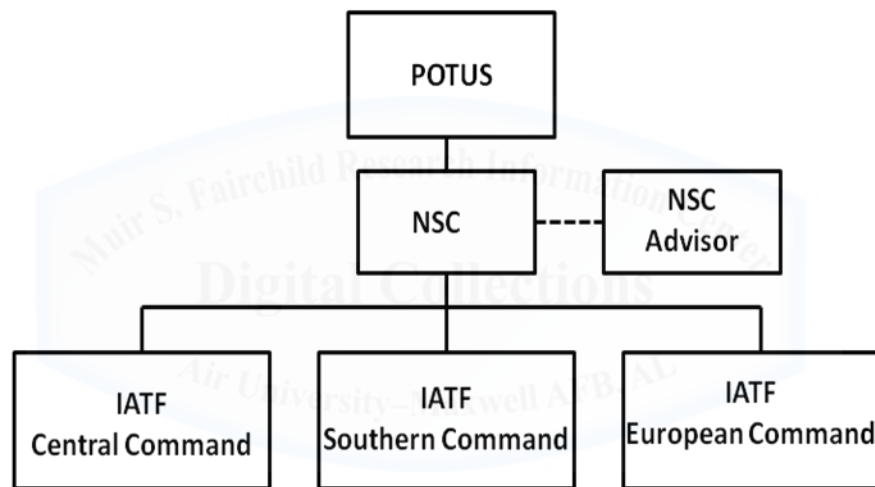 POTUS
Muir S. Fairchild Research Information Center
NSC
NSC
Advisor
Digital Collections
IATF
Central Command
IATF
Southern Command
IATF
European Command
Air University–Maxwell AFB, AL